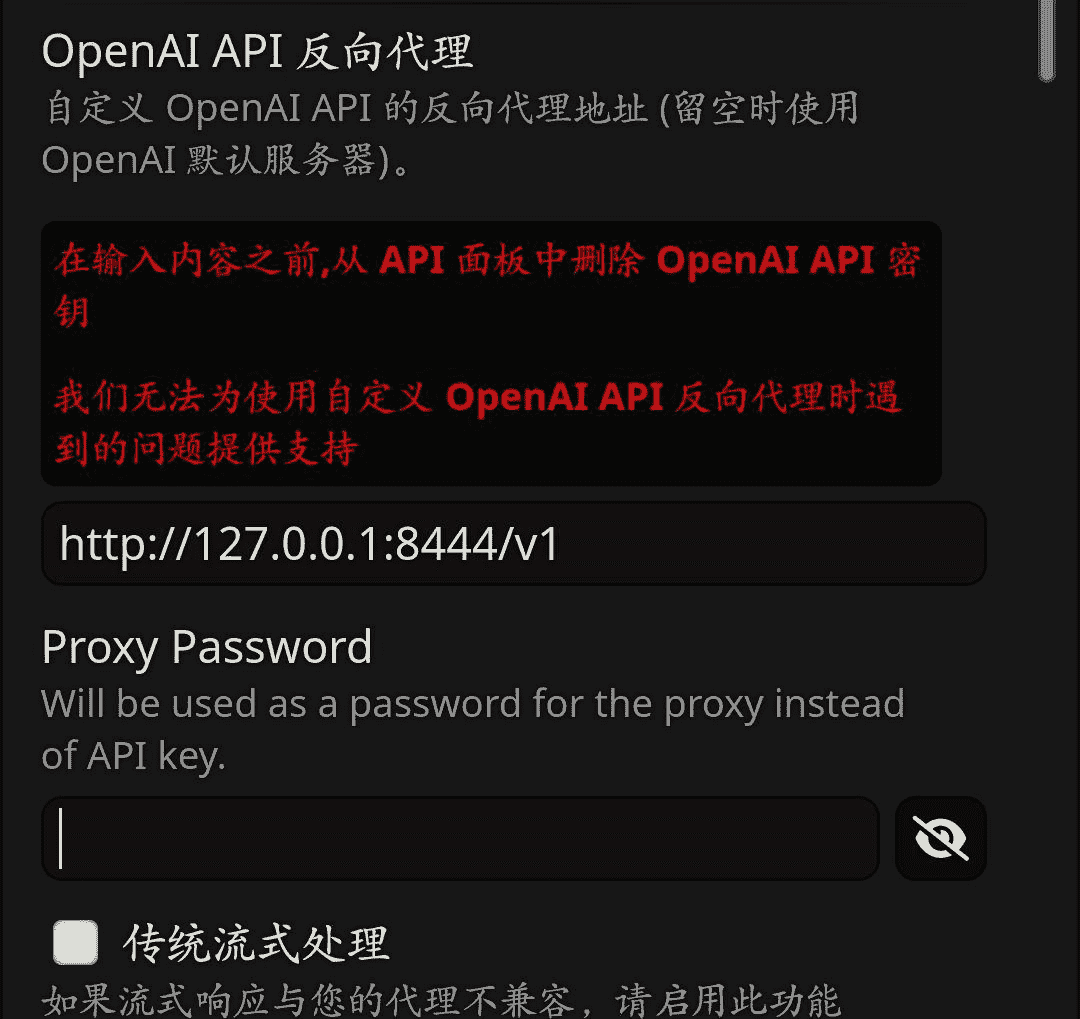 OpenAI API 反向代理
自定义 OpenAI API 的反向代理地址 (留空时使用
OpenAI 默认服务器)。
在输入内容之前,从 API 面板中删除 OpenAI API 密
钥
我们无法为使用自定义 OpenAI API 反向代理时遇
到的问题提供支持
http://127.0.0.1:8444/v1
Proxy Password
Will be used as a password for the proxy instead
of API key.
传统流式处理
如果流式响应与您的代理不兼容，请启用此功能